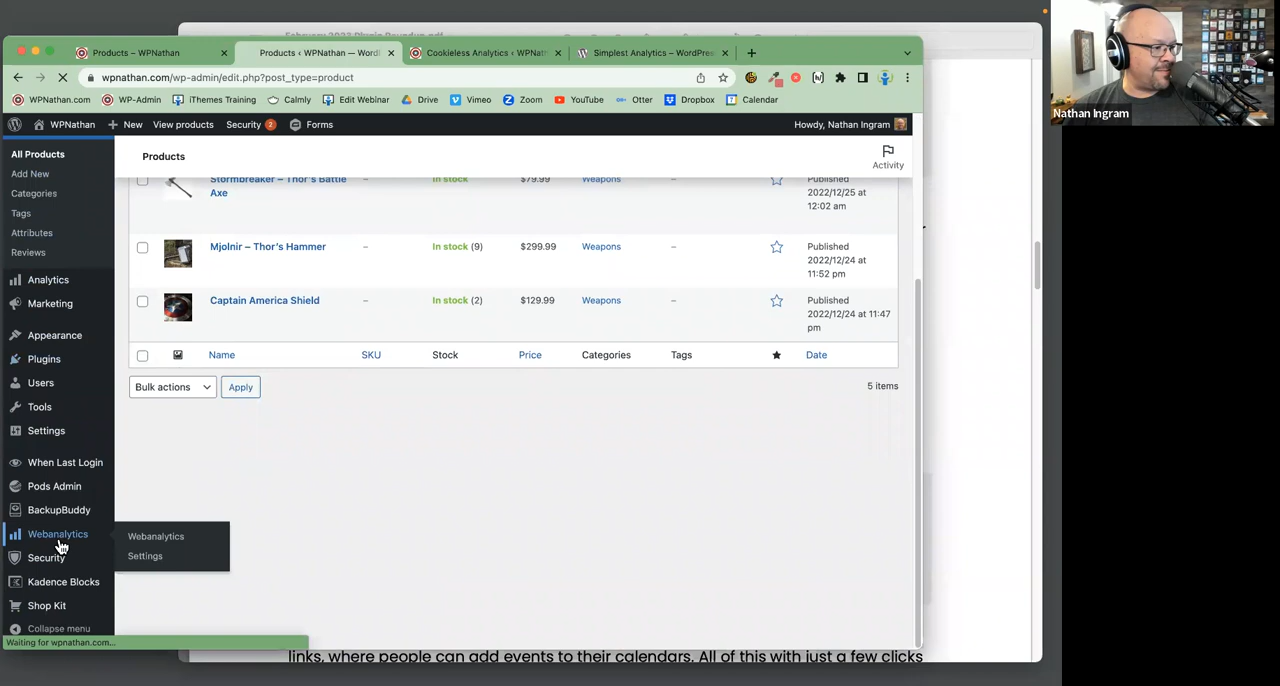 Products – WPNathan
Products ‹ WPNathan — Word
Cookieless Analytics ‹ WPNath
Simplest Analytics – WordPres
wpnathan.com/wp-admin/edit.php?post_type=product
WPNathan.com
WP-Admin
iThemes Training
Calmly
Edit Webinar
Drive
Vimeo
Zoom
YouTube
Otter
Dropbox
Calendar
WPNathan
New
View products
Security 2
Forms
Howdy, Nathan Ingram
Nathan Ingram
All Products
Add New
Categories
Tags
Attributes
Reviews
Analytics
Marketing
Appearance
Plugins
Users
Tools
Settings
When Last Login
Pods Admin
BackupBuddy
Webanalytics
Security
Kadence Blocks
Shop Kit
Collapse menu
Webanalytics
Settings
Products
Activity
Stormbreaker – Thor's Battle
Axe
–
In stock
$79.99
Weapons
–
Published
2022/12/25 at
12:02 am
Mjolnir – Thor's Hammer
–
In stock (9)
$299.99
Weapons
–
Published
2022/12/24 at
11:52 pm
Captain America Shield
–
In stock (2)
$129.99
Weapons
–
Published
2022/12/24 at 11:47
pm
Name
SKU
Stock
Price
Categories
Tags
Date
Bulk actions
Apply
5 items
Waiting for wpnathan.com...
links, where people can add events to their calendars. All of this with just a few clicks